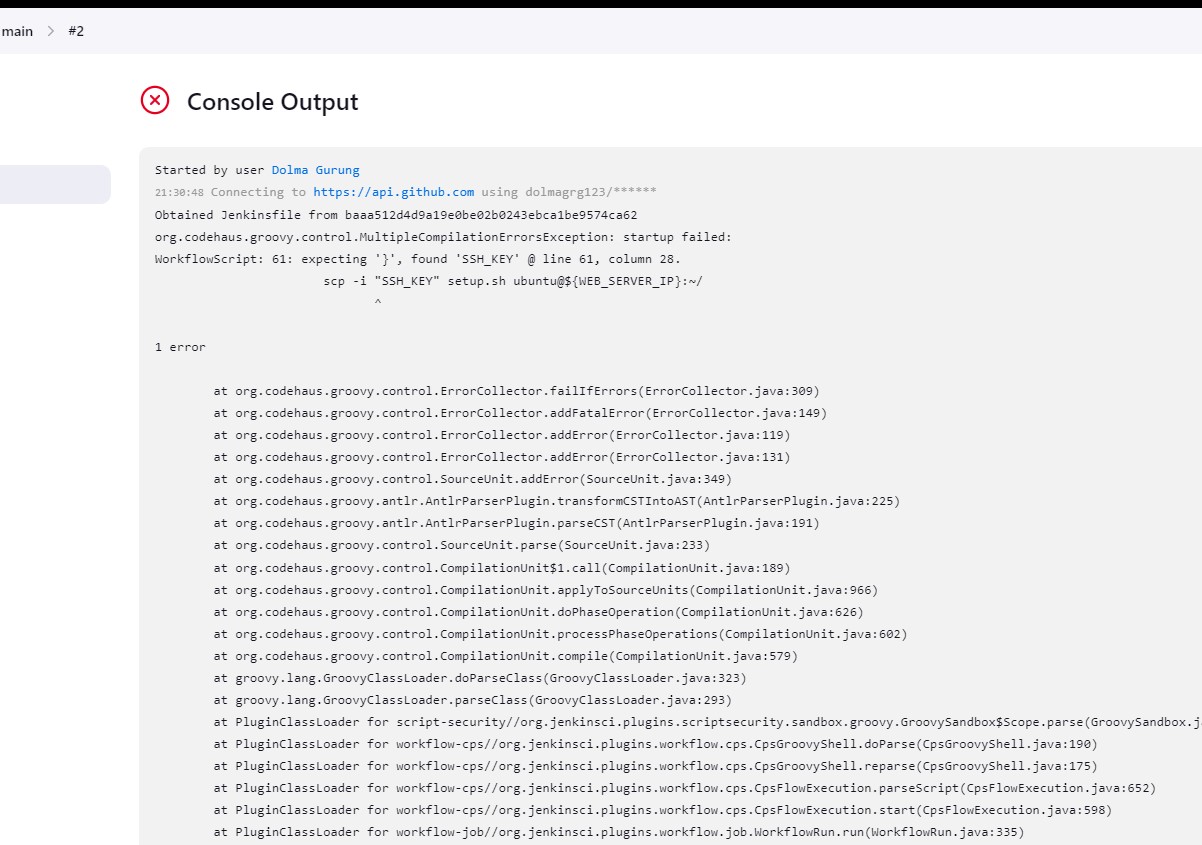 main > #2
Console Output
Started by user Dolma Gurung
21:30:48 Connecting to https://api.github.com using dolmagrg123/******
Obtained Jenkinsfile from baaa512d4d9a19e0be02b0243ebca1be9574ca62
org.codehaus.groovy.control.MultipleCompilationErrorsException: startup failed:
WorkflowScript: 61: expecting '}', found 'SSH_KEY' @ line 61, column 28.
scp -i "SSH_KEY" setup.sh ubuntu@${WEB_SERVER_IP}:~/
^
1 error
at org.codehaus.groovy.control.ErrorCollector.failIfErrors(ErrorCollector.java:309)
at org.codehaus.groovy.control.ErrorCollector.addFatalError(ErrorCollector.java:149)
at org.codehaus.groovy.control.ErrorCollector.addError(ErrorCollector.java:119)
at org.codehaus.groovy.control.ErrorCollector.addError(ErrorCollector.java:131)
at org.codehaus.groovy.control.SourceUnit.addError(SourceUnit.java:349)
at org.codehaus.groovy.antlr.AntlrParserPlugin.transformCSTIntoAST(AntlrParserPlugin.java:225)
at org.codehaus.groovy.antlr.AntlrParserPlugin.parseCST(AntlrParserPlugin.java:191)
at org.codehaus.groovy.control.SourceUnit.parse(SourceUnit.java:233)
at org.codehaus.groovy.control.CompilationUnit$1.call(CompilationUnit.java:189)
at org.codehaus.groovy.control.CompilationUnit.applyToSourceUnits(CompilationUnit.java:966)
at org.codehaus.groovy.control.CompilationUnit.doPhaseOperation(CompilationUnit.java:626)
at org.codehaus.groovy.control.CompilationUnit.processPhaseOperations(CompilationUnit.java:602)
at org.codehaus.groovy.control.CompilationUnit.compile(CompilationUnit.java:579)
at groovy.lang.GroovyClassLoader.doParseClass(GroovyClassLoader.java:323)
at groovy.lang.GroovyClassLoader.parseClass(GroovyClassLoader.java:293)
at PluginClassLoader for script-security//org.jenkinsci.plugins.scriptsecurity.sandbox.groovy.GroovySandbox$Scope.parse(GroovySandbox.j
at PluginClassLoader for workflow-cps//org.jenkinsci.plugins.workflow.cps.CpsGroovyShell.doParse(CpsGroovyShell.java:190)
at PluginClassLoader for workflow-cps//org.jenkinsci.plugins.workflow.cps.CpsGroovyShell.reparse(CpsGroovyShell.java:175)
at PluginClassLoader for workflow-cps//org.jenkinsci.plugins.workflow.cps.CpsFlowExecution.parseScript(CpsFlowExecution.java:652)
at PluginClassLoader for workflow-cps//org.jenkinsci.plugins.workflow.cps.CpsFlowExecution.start(CpsFlowExecution.java:598)
at PluginClassLoader for workflow-job//org.jenkinsci.plugins.workflow.job.WorkflowRun.run(WorkflowRun.java:335)